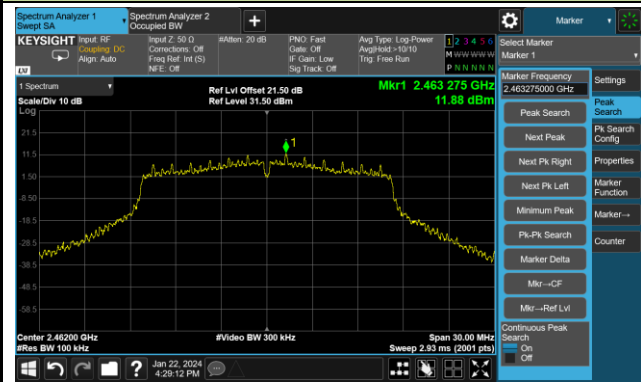 Spectrum Analyzer 1
Swept SA
Spectrum Analyzer 2
Occupied BW
+
Marker
KEYSIGHT
Input: RF
Coupling: DC
Align: Auto
Input Z: 50 Ω
Corrections: Off
Freq Ref: Int (S)
NFE: Off
#Atten: 20 dB
PNO: Fast
Gate: Off
IF Gain: Low
Sig Track: Off
Avg Type: Log-Power
Avg|Hold:>10/10
Trig: Free Run
1 2 3 4 5 6
M W W W W W
P N N N N N
LXI
Select Marker
Marker 1
1 Spectrum
Scale/Div 10 dB
Log
Ref Lvl Offset 21.50 dB
Ref Level 31.50 dBm
Mkr1 2.463 275 GHz
11.88 dBm
21.5
11.5
1.50
-8.50
-18.5
-28.5
-38.5
-48.5
-58.5
1
Center 2.46200 GHz
#Res BW 100 kHz
#Video BW 300 kHz
Span 30.00 MHz
Sweep 2.93 ms (2001 pts)
Marker Frequency
2.463275000 GHz
Peak Search
Next Peak
Next Pk Right
Next Pk Left
Minimum Peak
Pk-Pk Search
Marker Delta
Mkr→CF
Mkr→Ref Lvl
Continuous Peak
Search
On
Off
Settings
Peak
Search
Pk Search
Config
Properties
Marker
Function
Marker→
Counter
?
Jan 22, 2024
4:29:12 PM